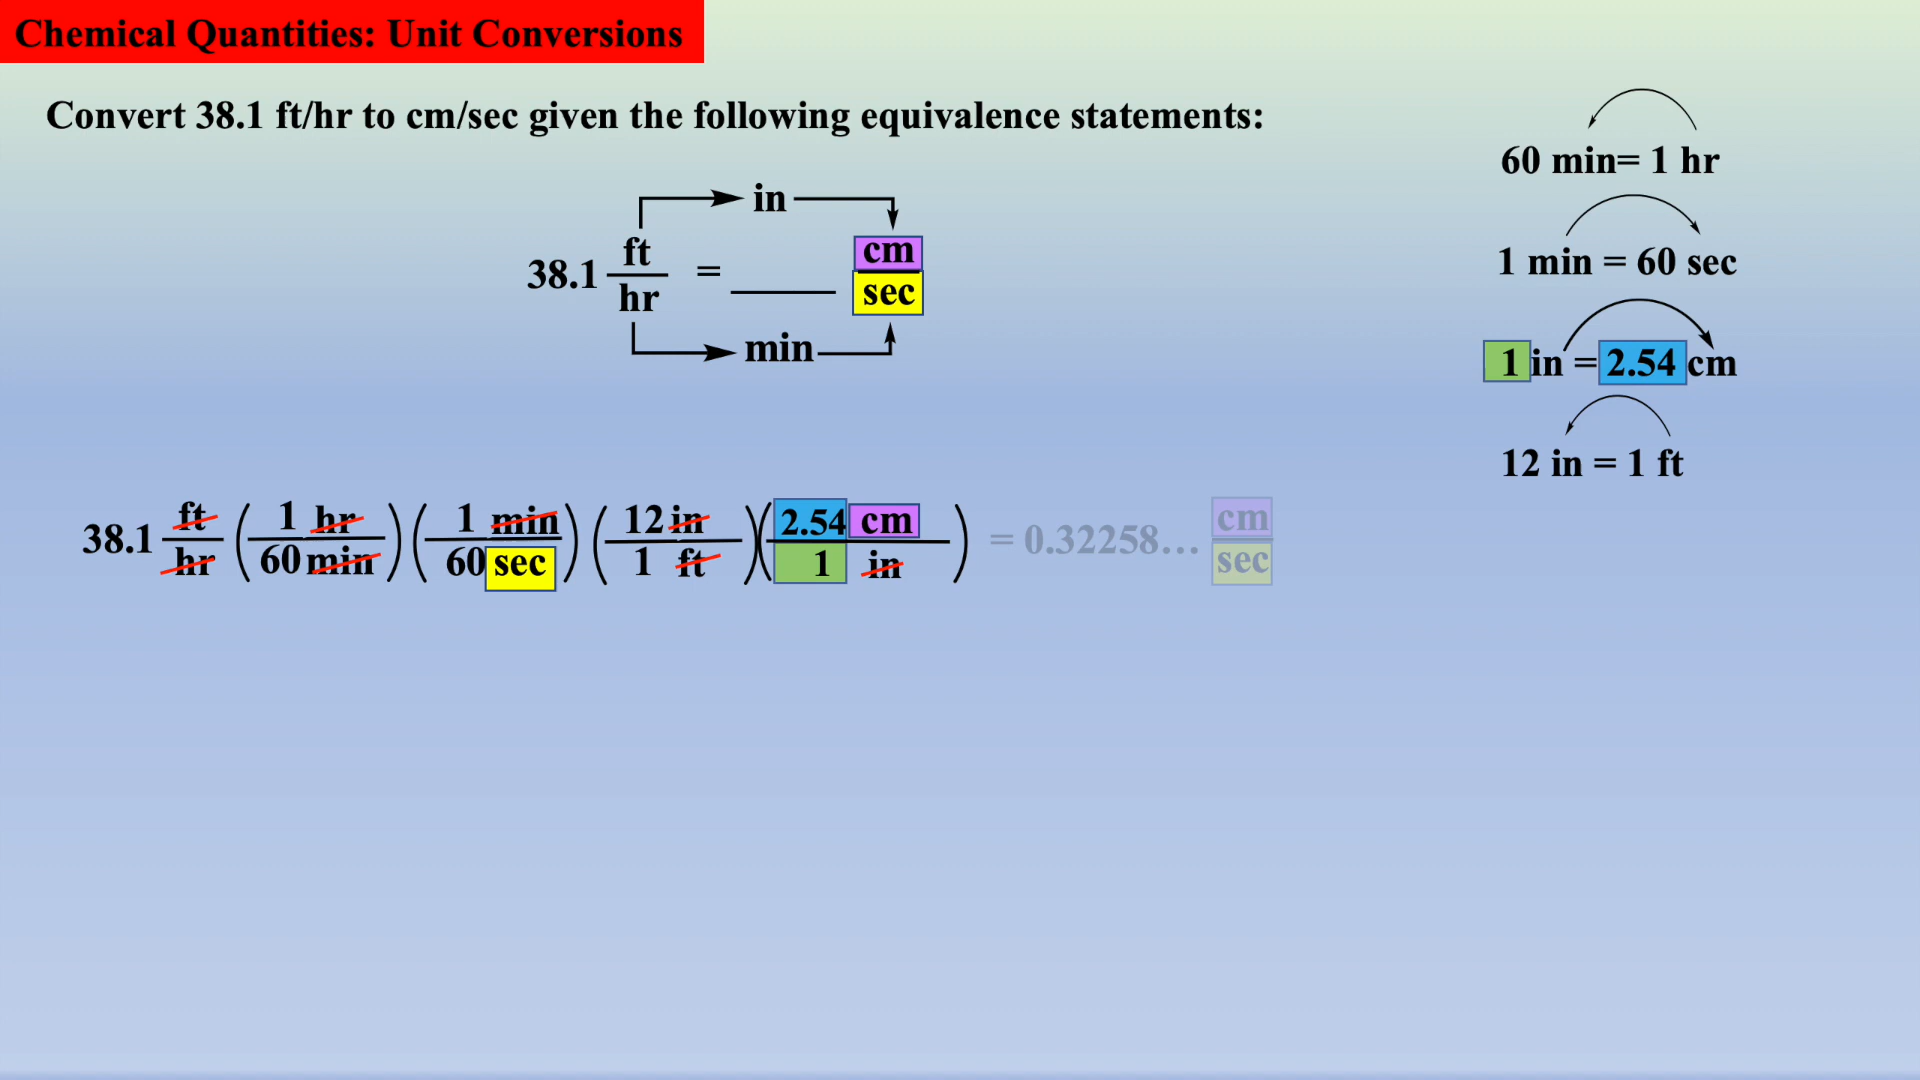 Chemical Quantities: Unit Conversions
Convert 38.1 ft/hr to cm/sec given the following equivalence statements:
60 min= 1 hr
1 min = 60 sec
1 in = 2.54 cm
12 in = 1 ft
in
38.1 ft/hr = ______ cm/sec
min
38.1 ft/hr (1 hr/60 min)(1 min/60 sec)(12 in/1 ft)(2.54 cm/1 in) = 0.32258... cm/sec